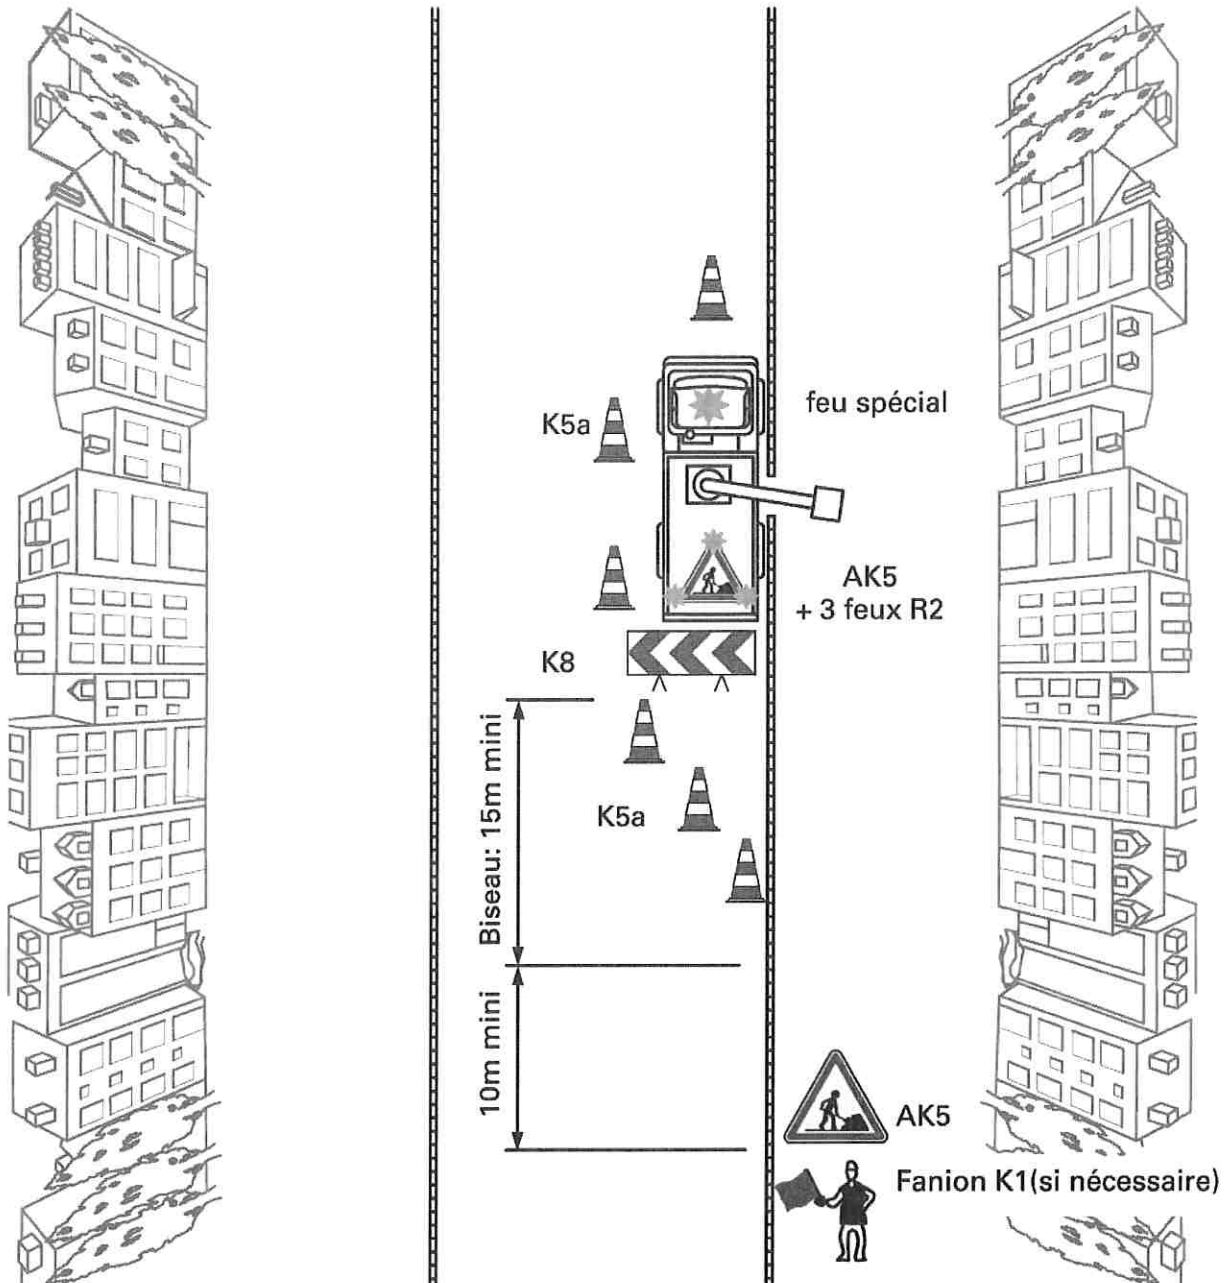 feu spécial
K5a
AK5
+ 3 feux R2
K8
Biseau: 15m mini
K5a
10m mini
AK5
Fanion K1(si nécessaire)